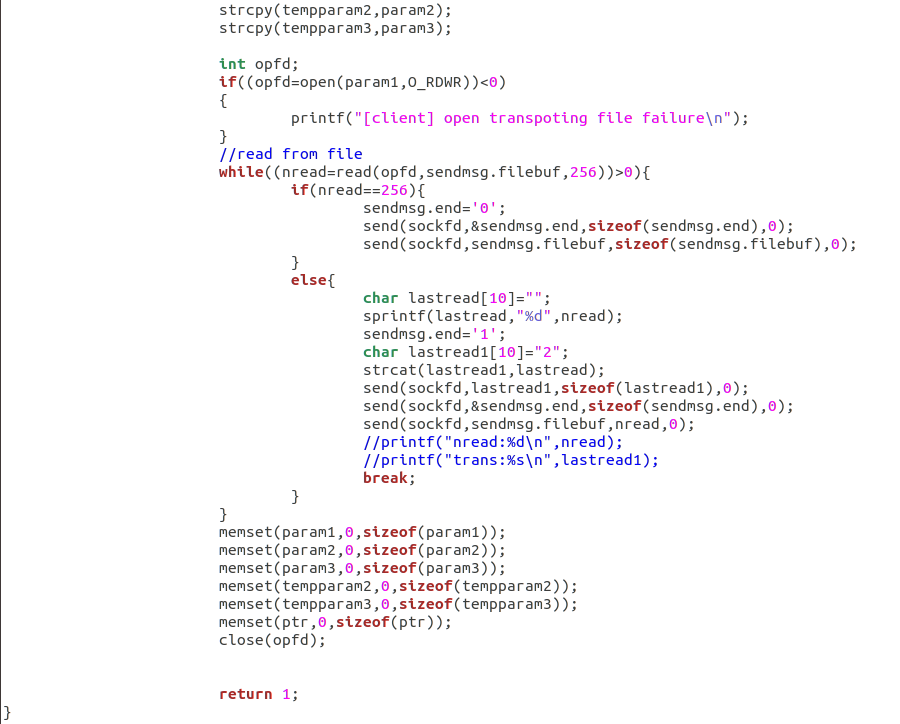 strcpy(tempparam2,param2);
strcpy(tempparam3,param3);
int opfd;
if((opfd=open(param1,O_RDWR))<0)
{
printf("[client] open transpoting file failure\n");
}
//read from file
while((nread=read(opfd,sendmsg.filebuf,256))>0){
if(nread==256){
sendmsg.end='0';
send(sockfd,&sendmsg.end,sizeof(sendmsg.end),0);
send(sockfd,sendmsg.filebuf,sizeof(sendmsg.filebuf),0);
}
else{
char lastread[10]="";
sprintf(lastread,"%d",nread);
sendmsg.end='1';
char lastread1[10]="2";
strcat(lastread1,lastread);
send(sockfd,lastread1,sizeof(lastread1),0);
send(sockfd,&sendmsg.end,sizeof(sendmsg.end),0);
send(sockfd,sendmsg.filebuf,nread,0);
//printf("nread:%d\n",nread);
//printf("trans:%s\n",lastread1);
break;
}
}
memset(param1,0,sizeof(param1));
memset(param2,0,sizeof(param2));
memset(param3,0,sizeof(param3));
memset(tempparam2,0,sizeof(tempparam2));
memset(tempparam3,0,sizeof(tempparam3));
memset(ptr,0,sizeof(ptr));
close(opfd);
return 1;
}